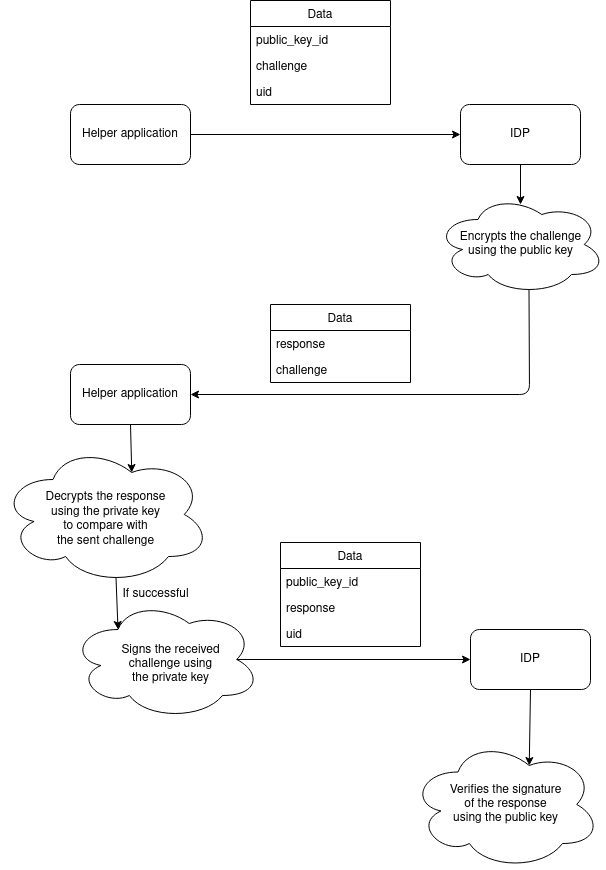 Data
public_key_id
challenge
uid
Helper application
IDP
Encrypts the challenge
using the public key
Data
response
challenge
Helper application
Decrypts the response
using the private key
to compare with
the sent challenge
If successful
Data
public_key_id
response
uid
Signs the received
challenge using
the private key
IDP
Verifies the signature
of the response
using the public key